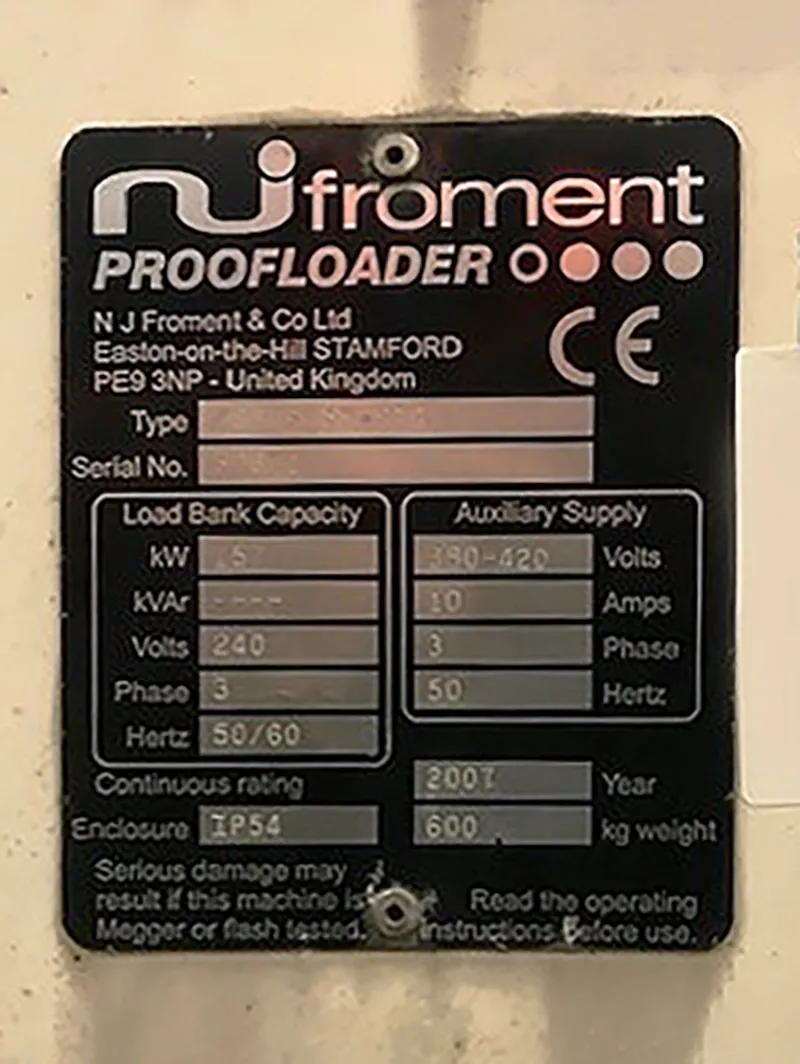 nj froment
PROOFLOADER
N J Froment & Co Ltd
Easton-on-the-Hill STAMFORD
PE9 3NP - United Kingdom
CE
Type
Serial No.
Load Bank Capacity
kW
kVAr ----
Volts 240
Phase 3
Hertz 50/60
Auxiliary Supply
380-420 Volts
10 Amps
3 Phase
50 Hertz
Continuous rating
2007 Year
Enclosure IP54
600 kg weight
Serious damage may
result if this machine is
Megger or flash tested.
Read the operating
instructions before use.